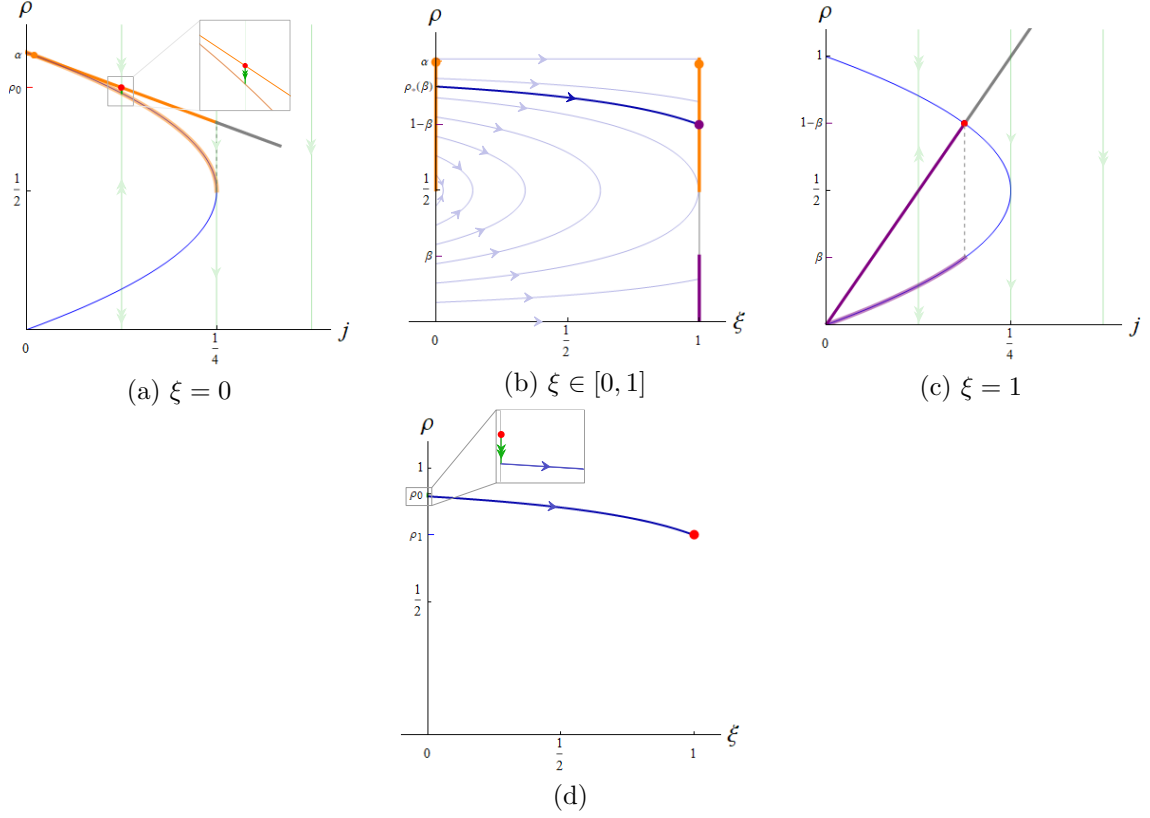 ρ
α
ρ0
1/2
0
1/4
j
(a) ξ = 0
ρ
α
ρ*(β)
1-β
1/2
β
0
1/2
1
ξ
(b) ξ ∈ [0, 1]
ρ
1
1-β
1/2
β
0
1/4
j
(c) ξ = 1
ρ
1
ρ0
ρ1
1/2
0
1/2
1
ξ
(d)